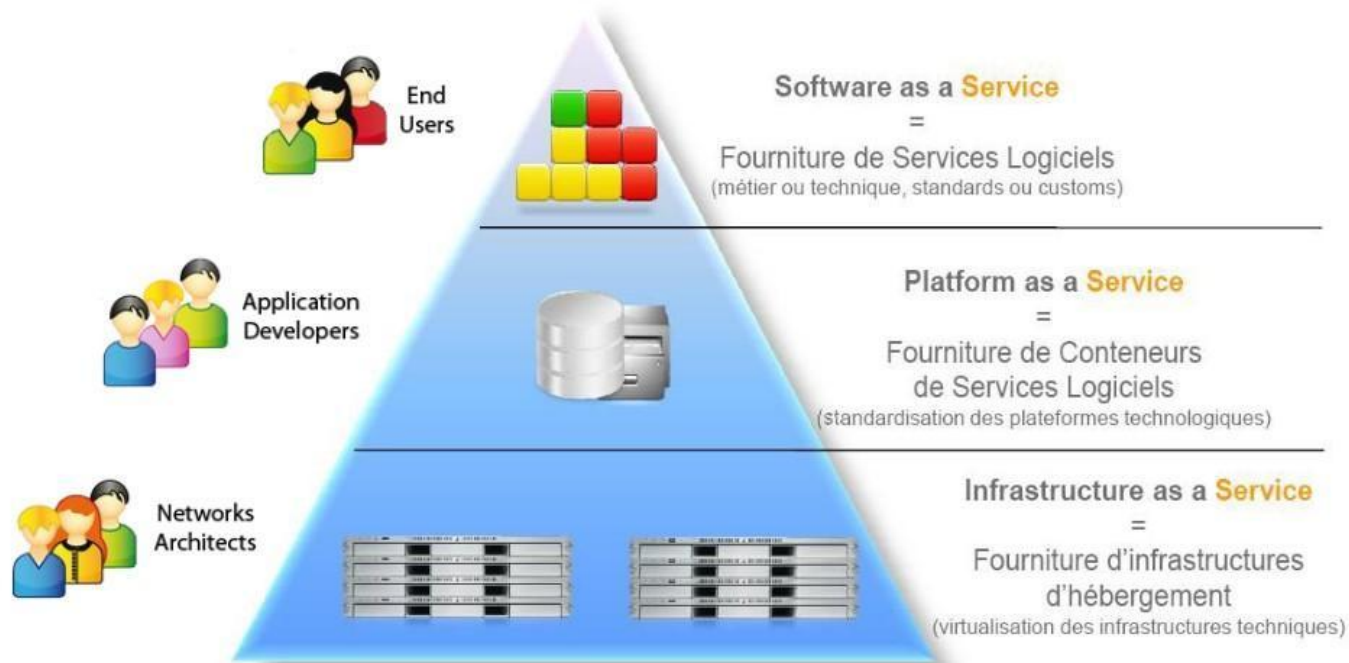 End
Users
Software as a Service
=
Fourniture de Services Logiciels
(métier ou technique, standards ou customs)
Application
Developers
Platform as a Service
=
Fourniture de Conteneurs
de Services Logiciels
(standardisation des plateformes technologiques)
Networks
Architects
Infrastructure as a Service
=
Fourniture d'infrastructures
d'hébergement
(virtualisation des infrastructures techniques)